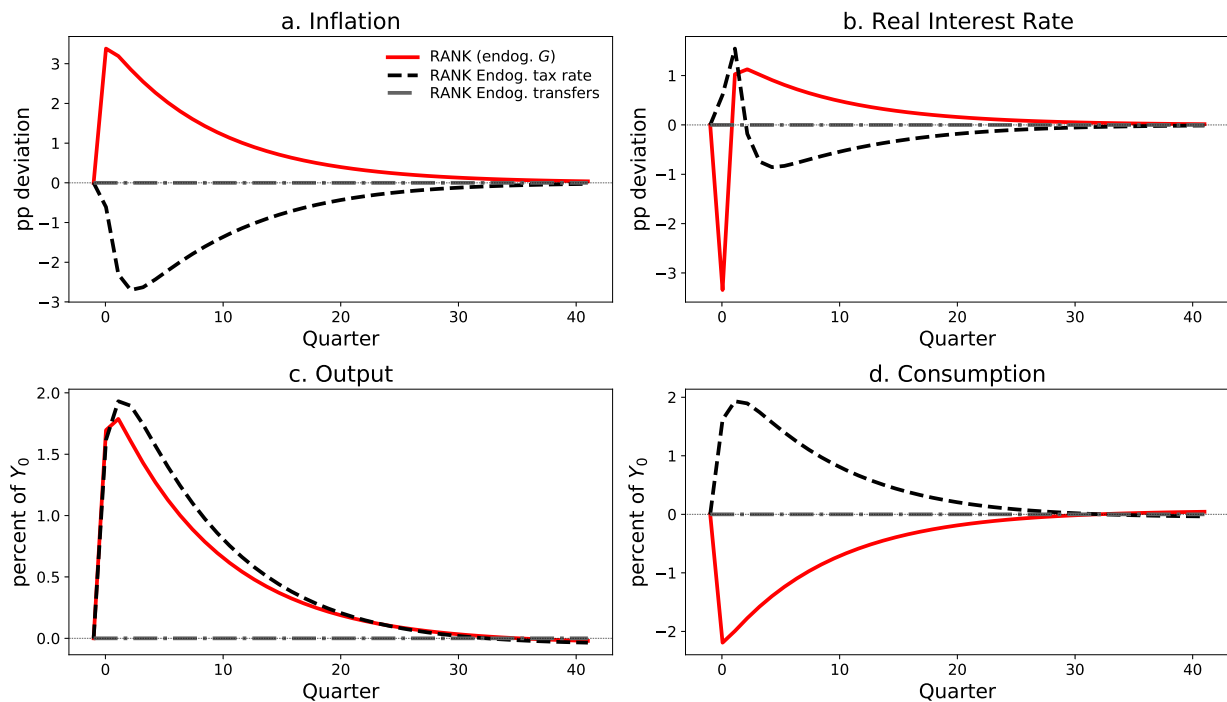 a. Inflation
pp deviation
3
2
1
0
−1
−2
−3
RANK (endog. G)
RANK Endog. tax rate
RANK Endog. transfers
0 10 20 30 40
Quarter
b. Real Interest Rate
pp deviation
1
0
−1
−2
−3
0 10 20 30 40
Quarter
c. Output
percent of Y0
2.0
1.5
1.0
0.5
0.0
0 10 20 30 40
Quarter
d. Consumption
percent of Y0
2
1
0
−1
−2
0 10 20 30 40
Quarter